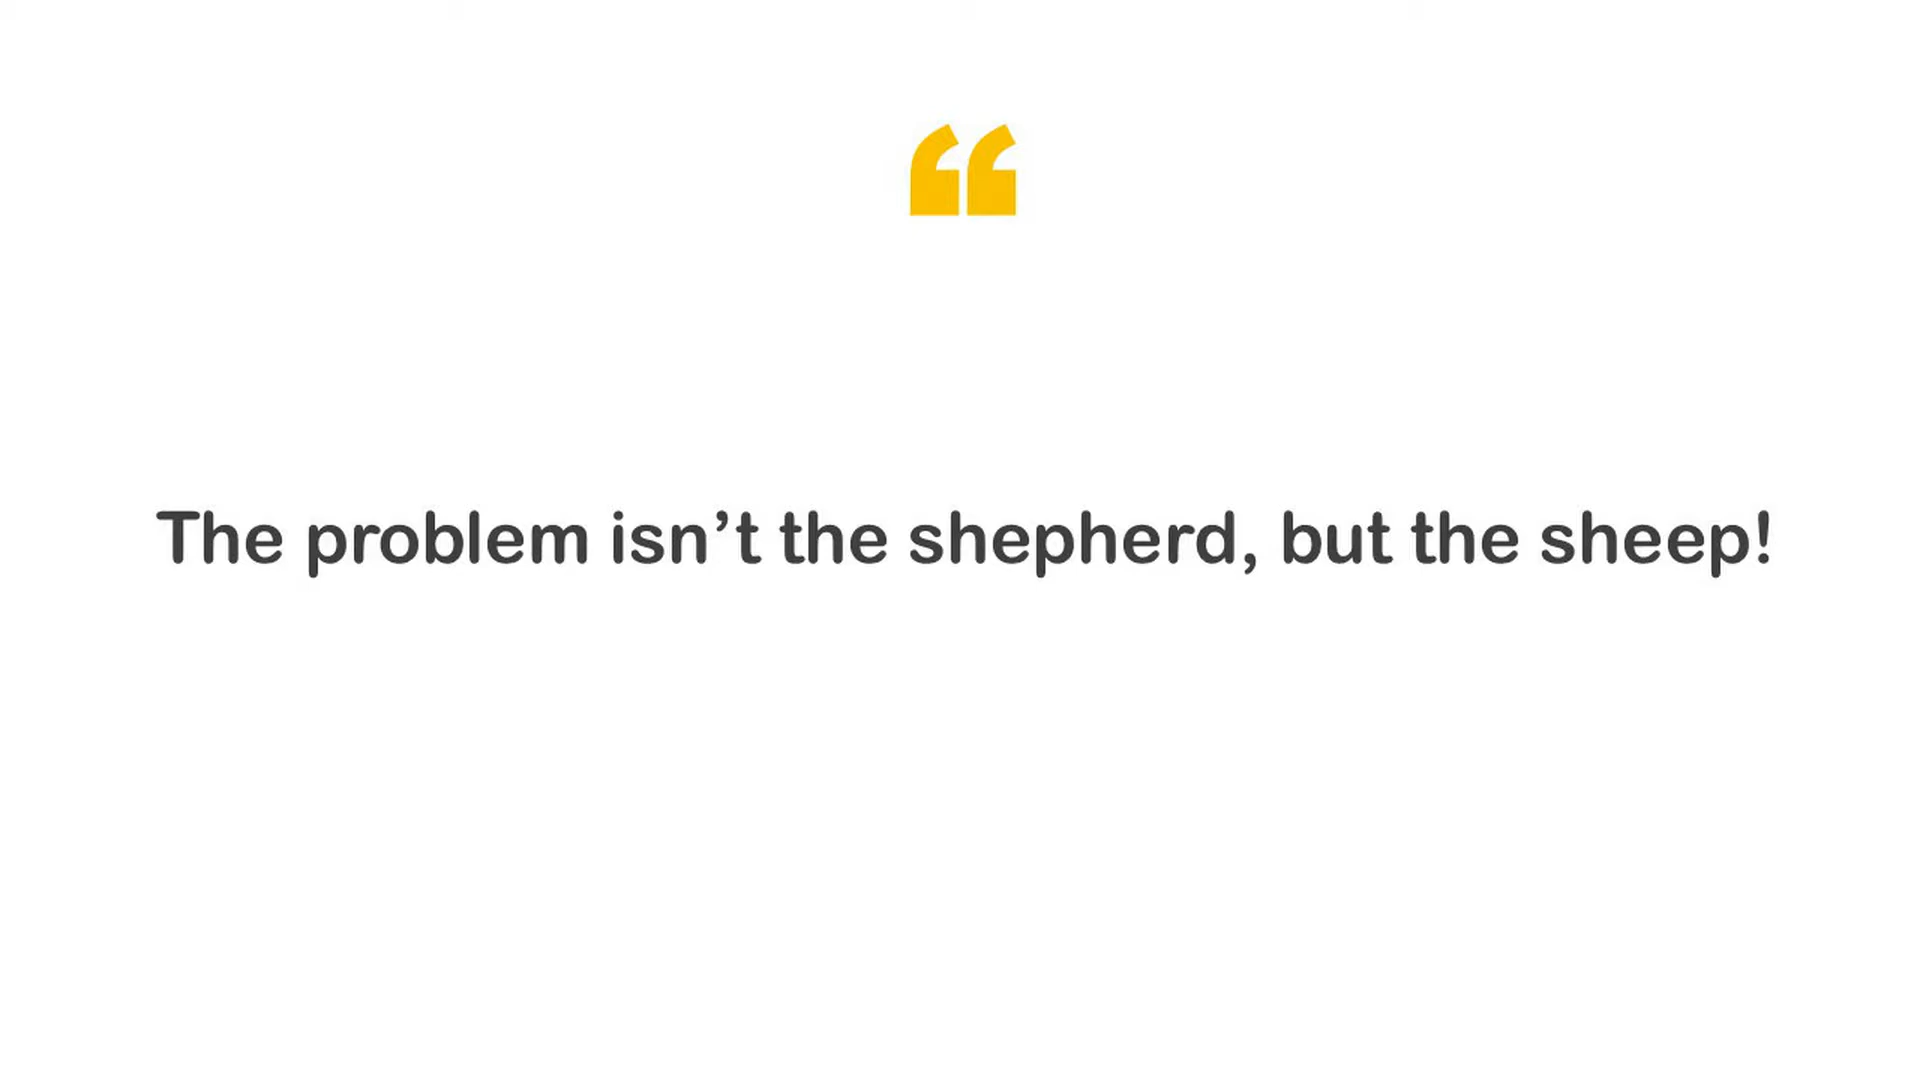 “
The problem isn’t the shepherd, but the sheep!